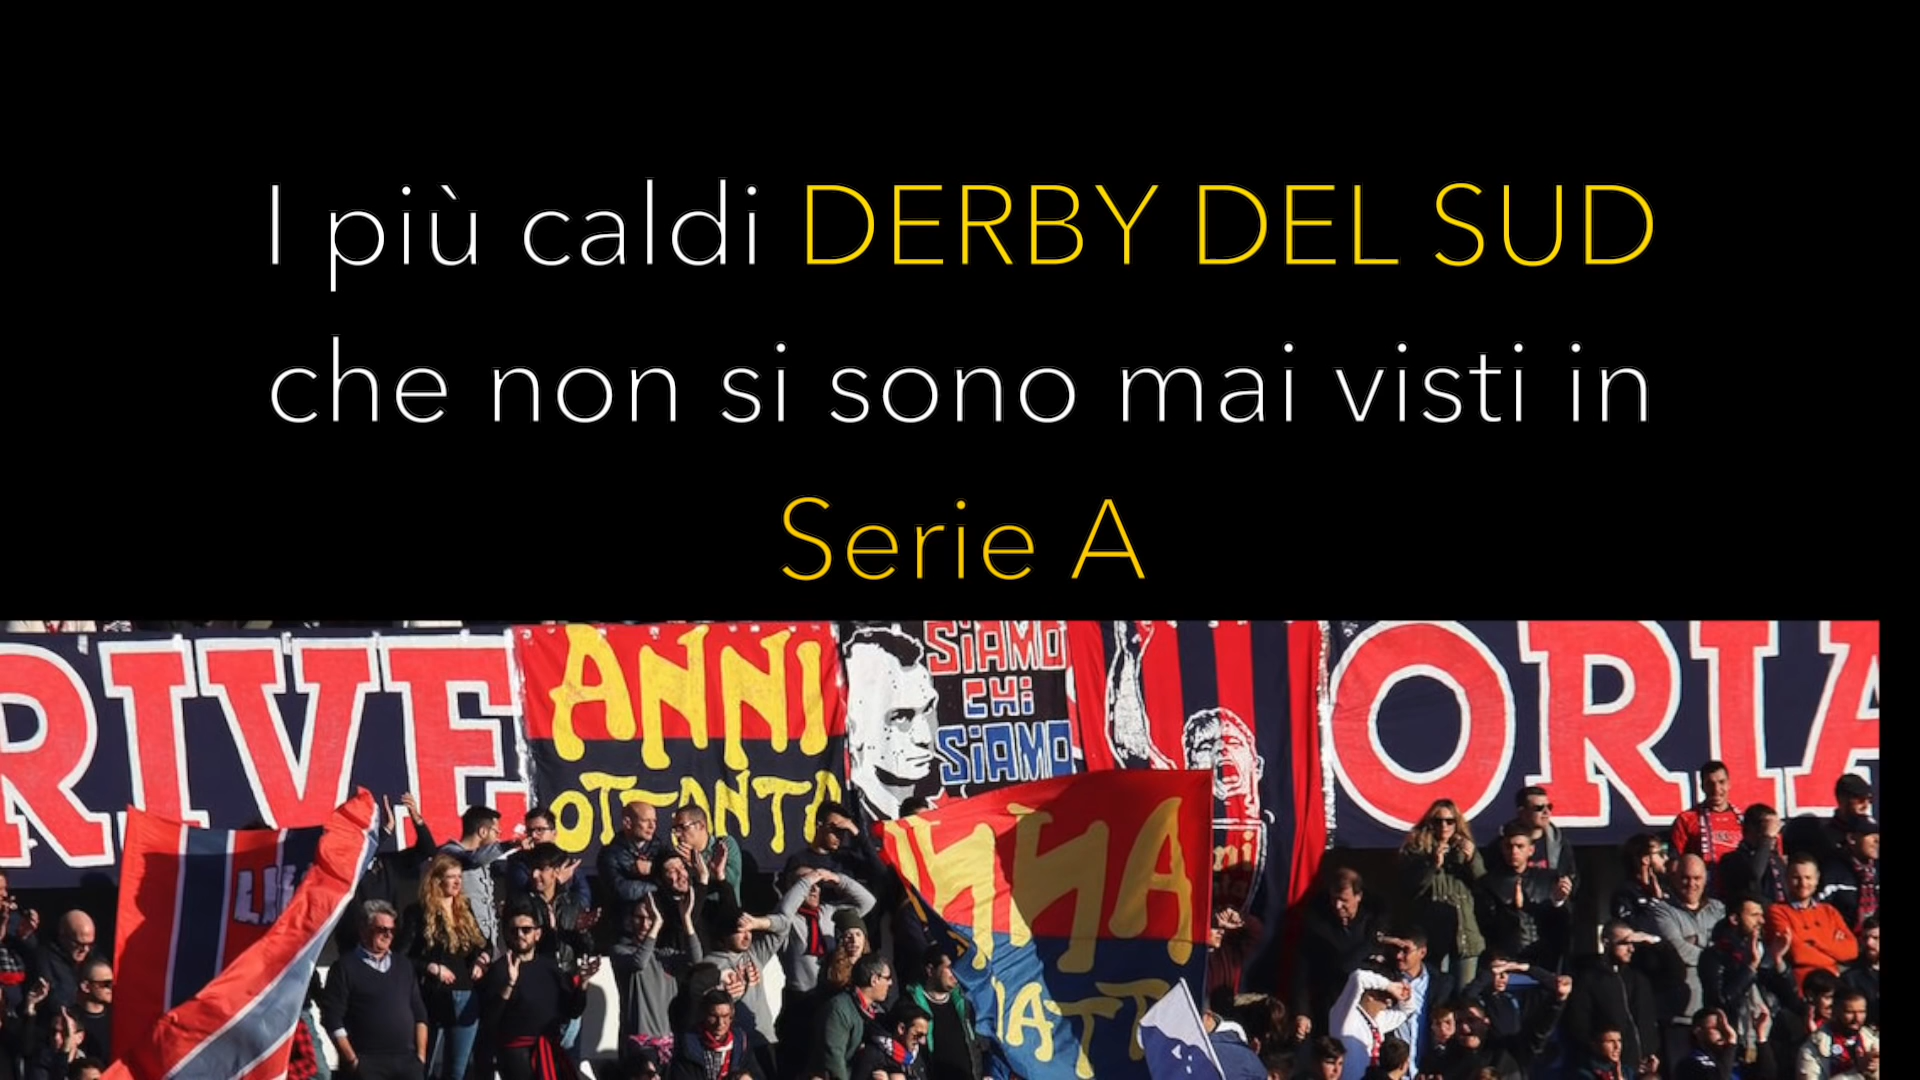 I più caldi DERBY DEL SUD
che non si sono mai visti in
Serie A
RIVE
ANNI
OTTANTA
SiAMO
CHi
SiAMO
ORIA